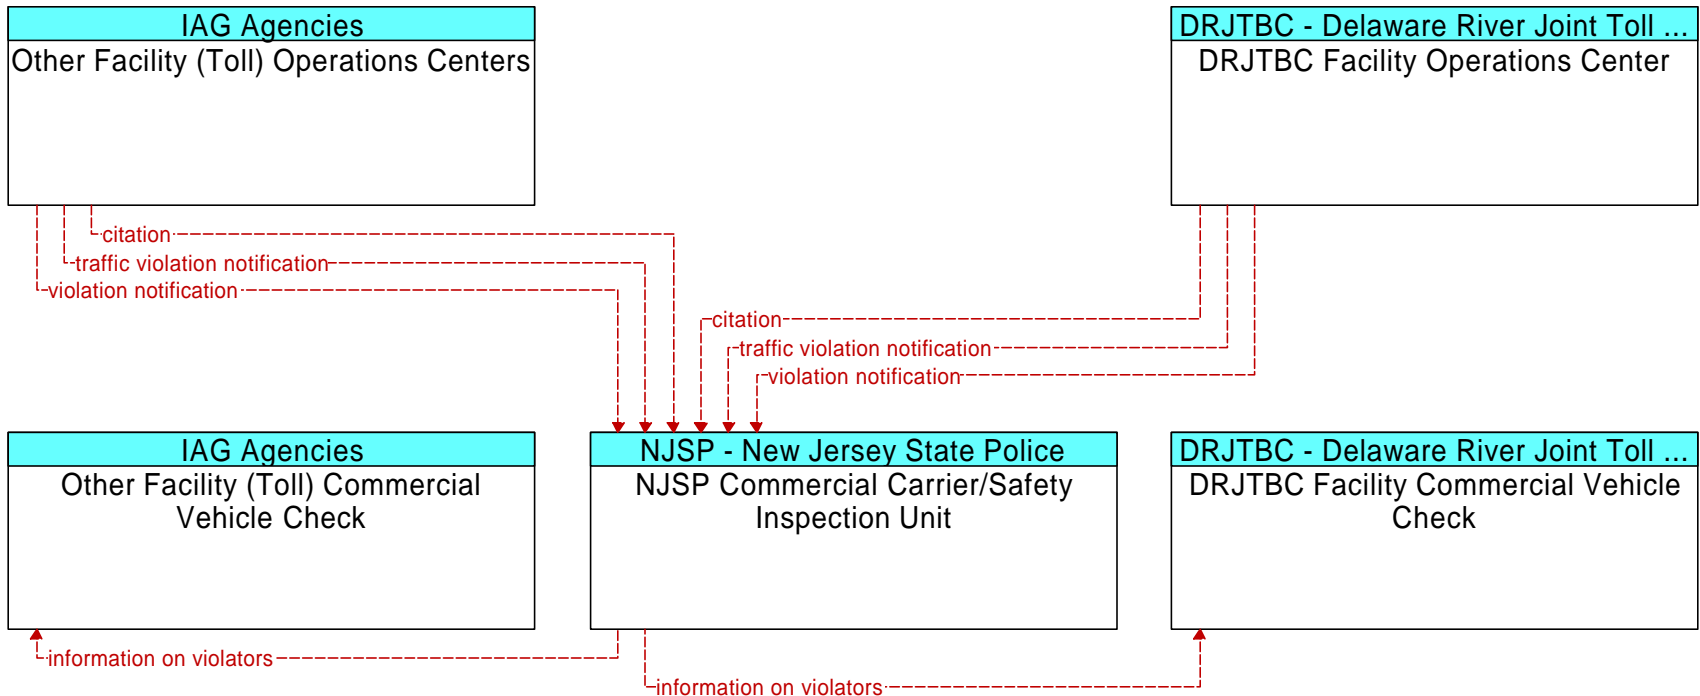 IAG Agencies
Other Facility (Toll) Operations Centers
DRJTBC - Delaware River Joint Toll ...
DRJTBC Facility Operations Center
citation
traffic violation notification
violation notification
citation
traffic violation notification
violation notification
IAG Agencies
Other Facility (Toll) Commercial
Vehicle Check
NJSP - New Jersey State Police
NJSP Commercial Carrier/Safety
Inspection Unit
DRJTBC - Delaware River Joint Toll ...
DRJTBC Facility Commercial Vehicle
Check
information on violators
information on violators